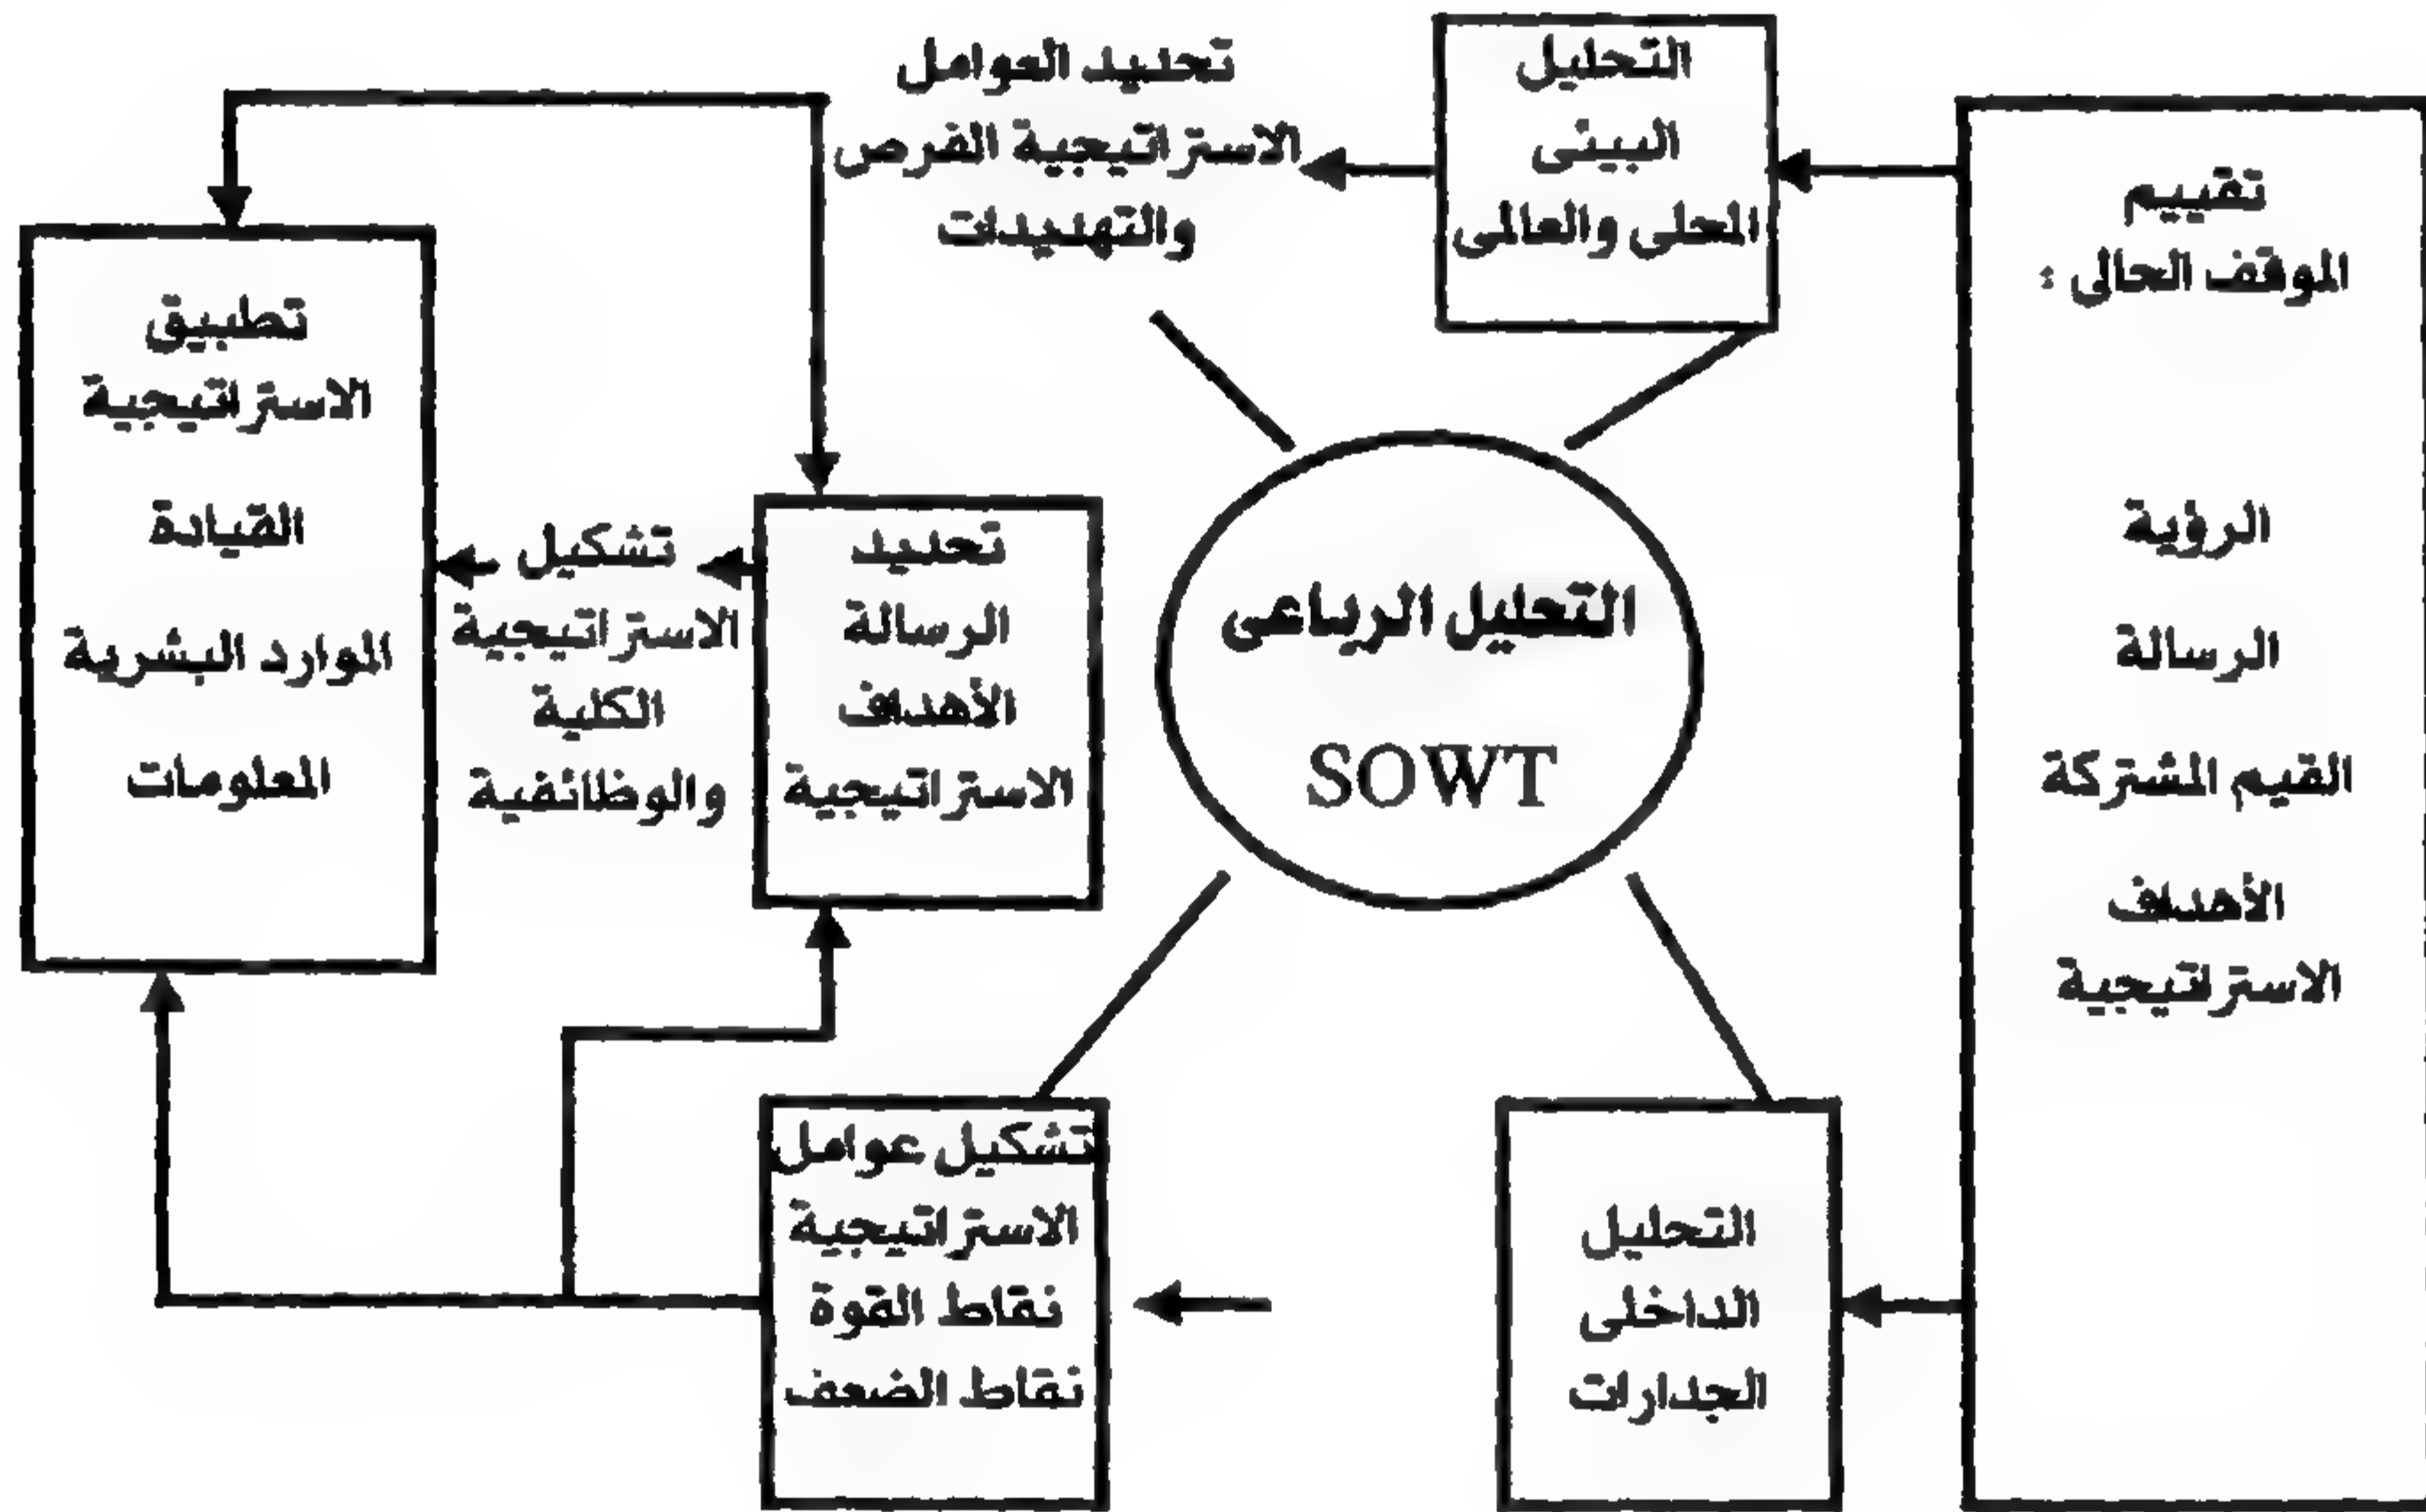 تقييم
الموقف الحالى :
الرؤية
الرسالة
القيم المشتركة
الأهداف
الاستراتيجية
التحليل
البيئى
المحلى والعالمى
تحديد العوامل
الاستراتيجية الفرص
والتهديدات
التحليل الرباعى
SOWT
التحليل
الداخلى
الجدارات
تشكيل عوامل
الاستراتيجية
نقاط القوة
نقاط الضعف
تحديد
الرسالة
الأهداف
الاستراتيجية
تشكيل
الاستراتيجية
الكلية
والوظائفية
تطبيق
الاستراتيجية
القيادة
الموارد البشرية
المعلومات